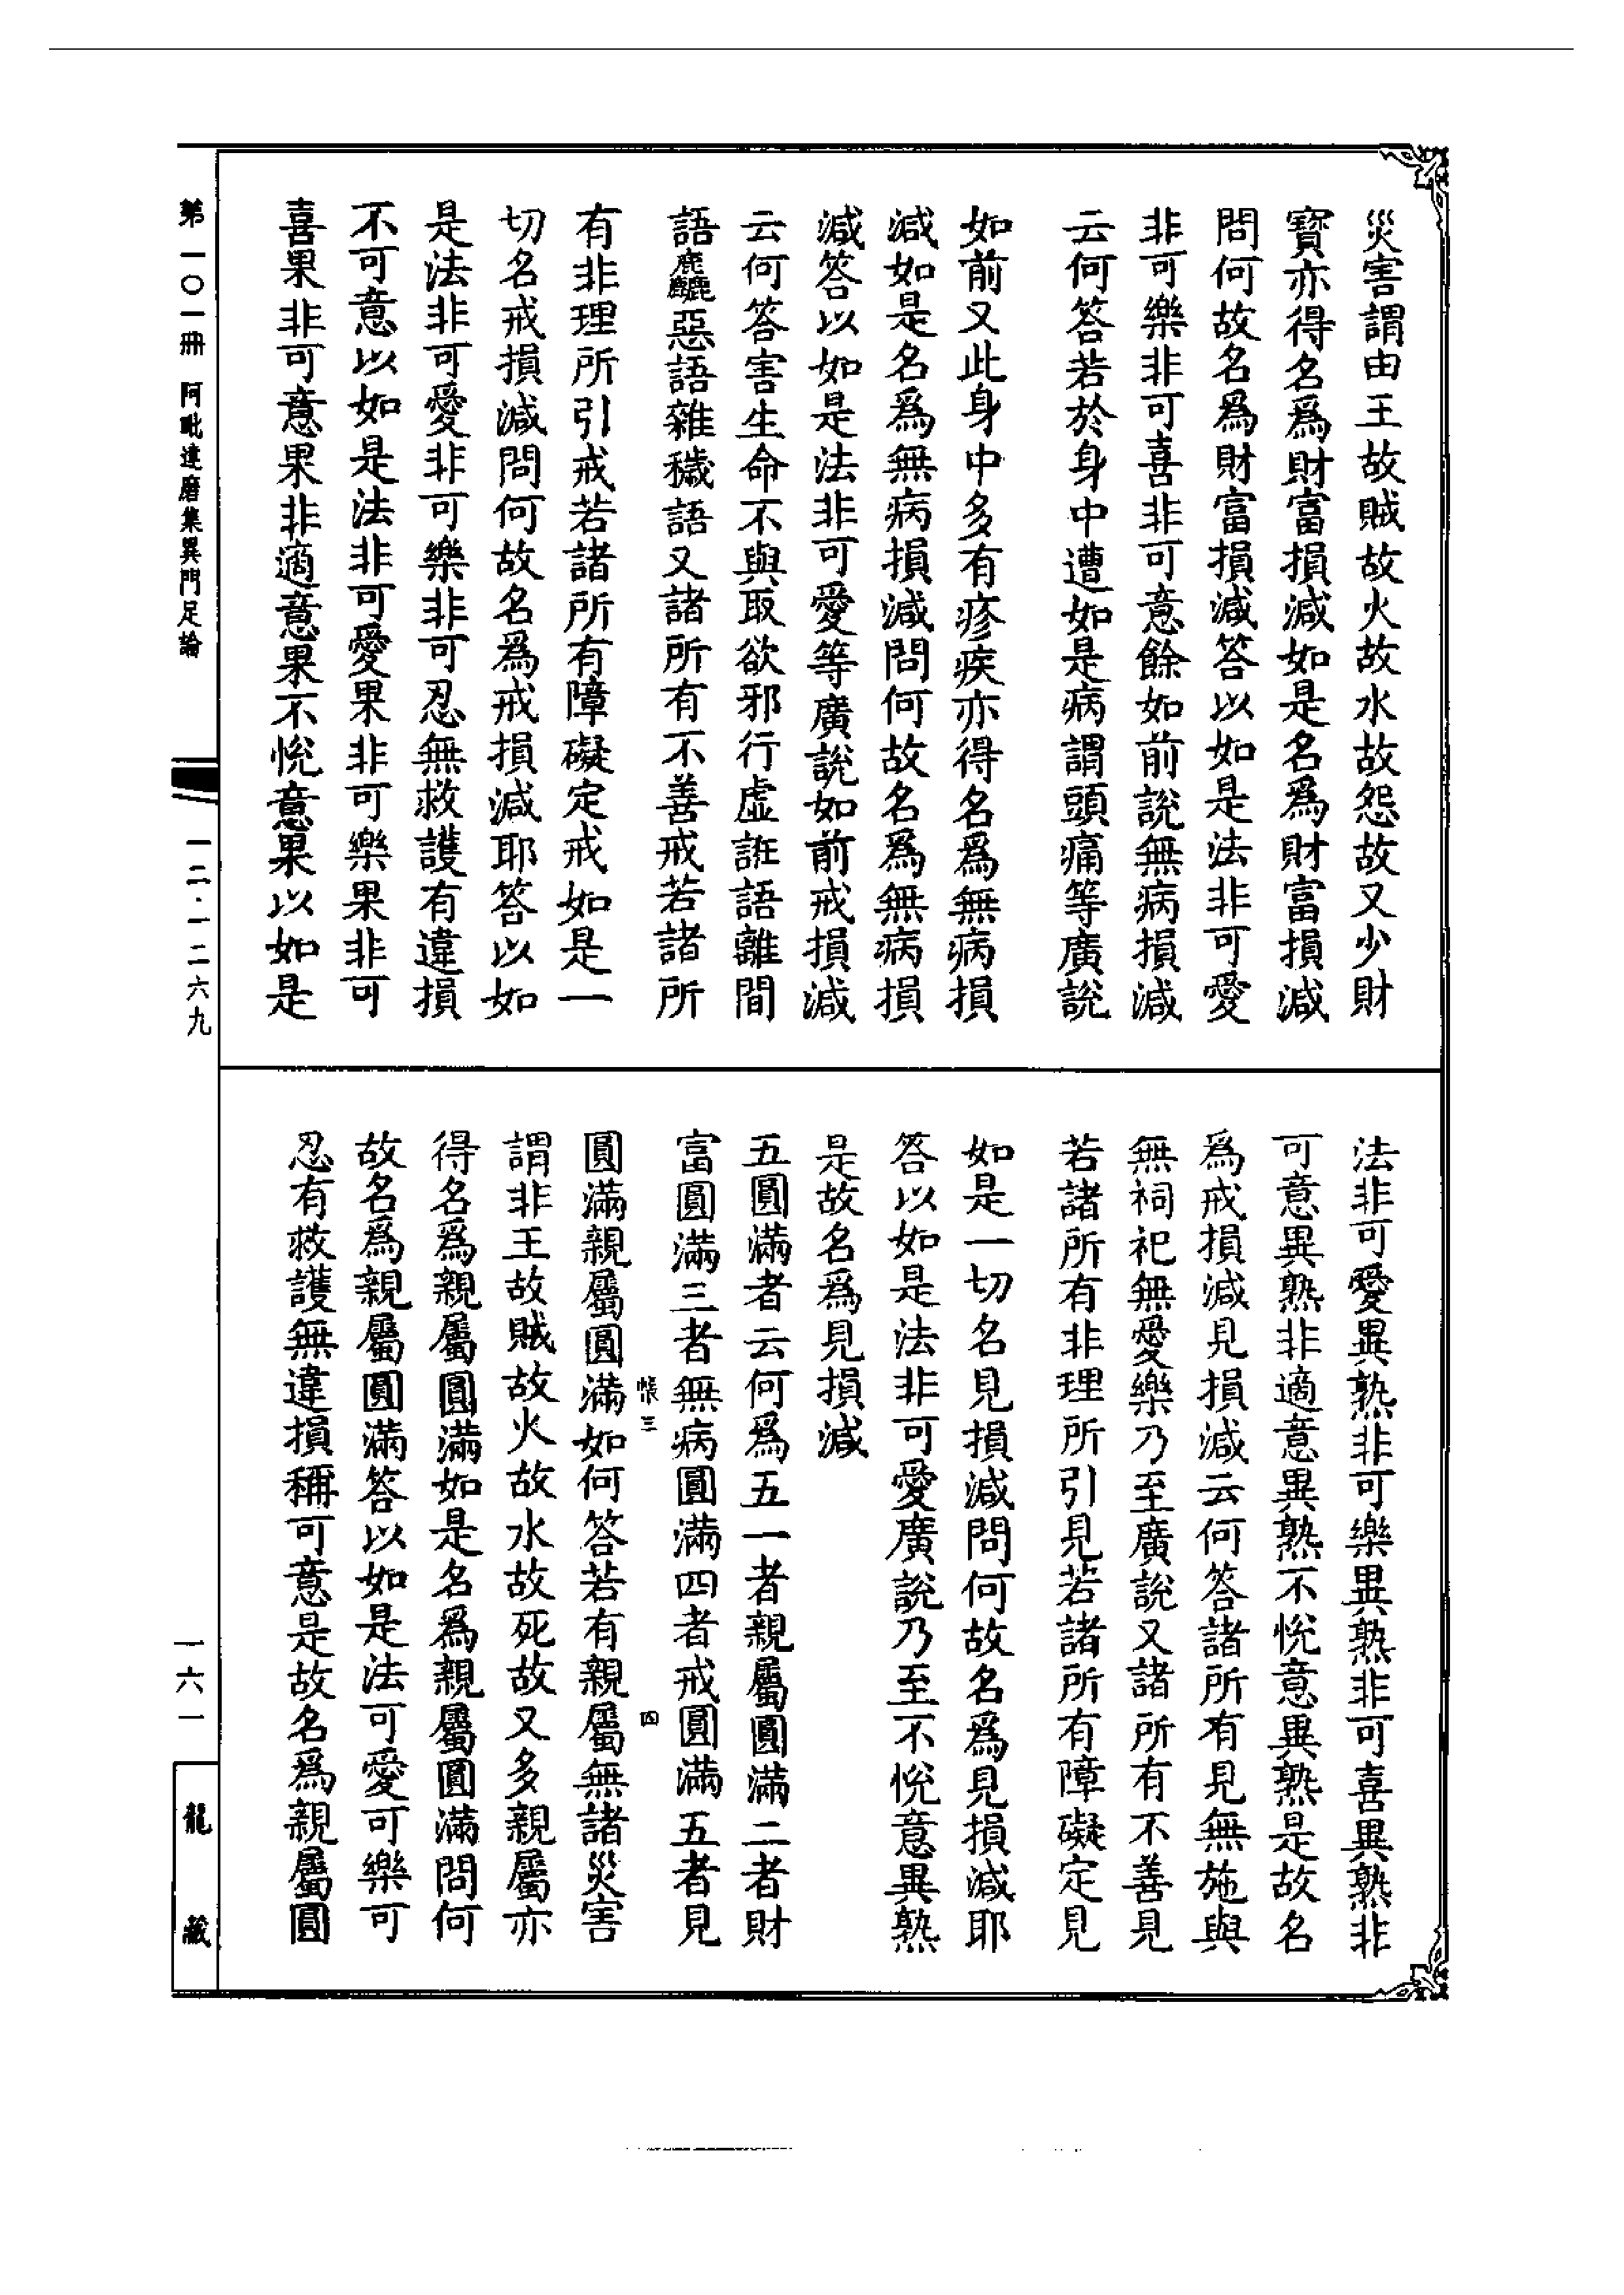 災害謂由王故賊故火故水故怨故又少財
寳亦得名爲財富損減如是名爲財富損減
問何故名爲財富損減答以如是法非可愛
非可樂非可喜非可意餘如前說無病損減
云何答若於身中遭如是病謂頭痛等廣說
如前又此身中多有疹疾亦得名爲無病損
減如是名爲無病損減問何故名爲無病損
減答以如是法非可愛等廣說如前戒損減
云何答害生命不與取欲邪行虛誑語離間
語麤惡語雜穢語又諸所有不善戒若諸所
有非理所引戒若諸所有障礙定戒如是一
切名戒損減問何故名爲戒損減耶答以如
是法非可愛非可樂非可忍無救護有違損
不可意以如是法非可愛果非可樂果非可
喜果非可意果非適意果不悅意果以如是
法非可愛異熟非可樂異熟非可喜異熟非
可意異熟非適意異熟不悅意異熟是故名
爲戒損減見損減云何答諸所有見無施與
無祠祀無愛樂乃至廣說又諸所有不善見
若諸所有非理所引見若諸所有障礙定見
如是一切名見損減問何故名爲見損減耶
答以如是法非可愛廣說乃至不悅意異熟
是故名爲見損減
五圓滿者云何爲五一者親屬圓滿二者財
富圓滿三者無病圓滿四者戒圓滿五者見
帳三 四
圓滿親屬圓滿如何答若有親屬無諸災害
謂非王故賊故火故水故死故又多親屬亦
得名爲親屬圓滿如是名爲親屬圓滿問何
故名爲親屬圓滿答以如是法可愛可樂可
忍有救護無違損稱可意是故名爲親屬圓
第一〇一冊 阿毗達磨集異門足論
一二·一二六九
一六一
龍藏